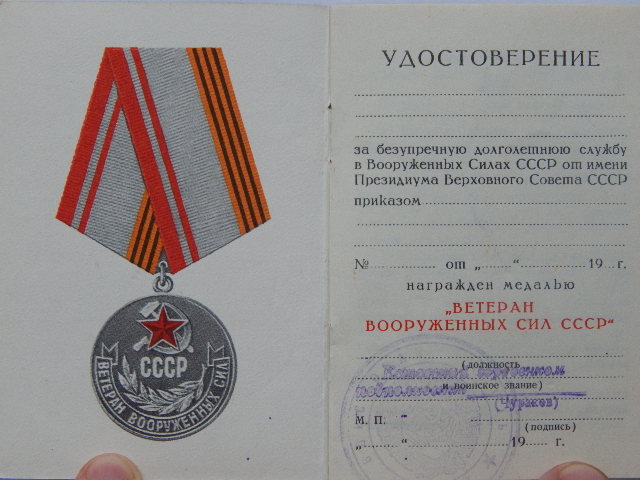 СССР
ВЕТЕРАН ВООРУЖЕННЫХ СИЛ
УДОСТОВЕРЕНИЕ
за безупречную долголетнюю службу
в Вооруженных Силах СССР от имени
Президиума Верховного Совета СССР
приказом
№ от „ “ 19 г.
награжден медалью
„ВЕТЕРАН
ВООРУЖЕННЫХ СИЛ СССР“
(должность
и воинское звание)
(Чураков)
М. П.
(подпись)
„ “ 19 г.